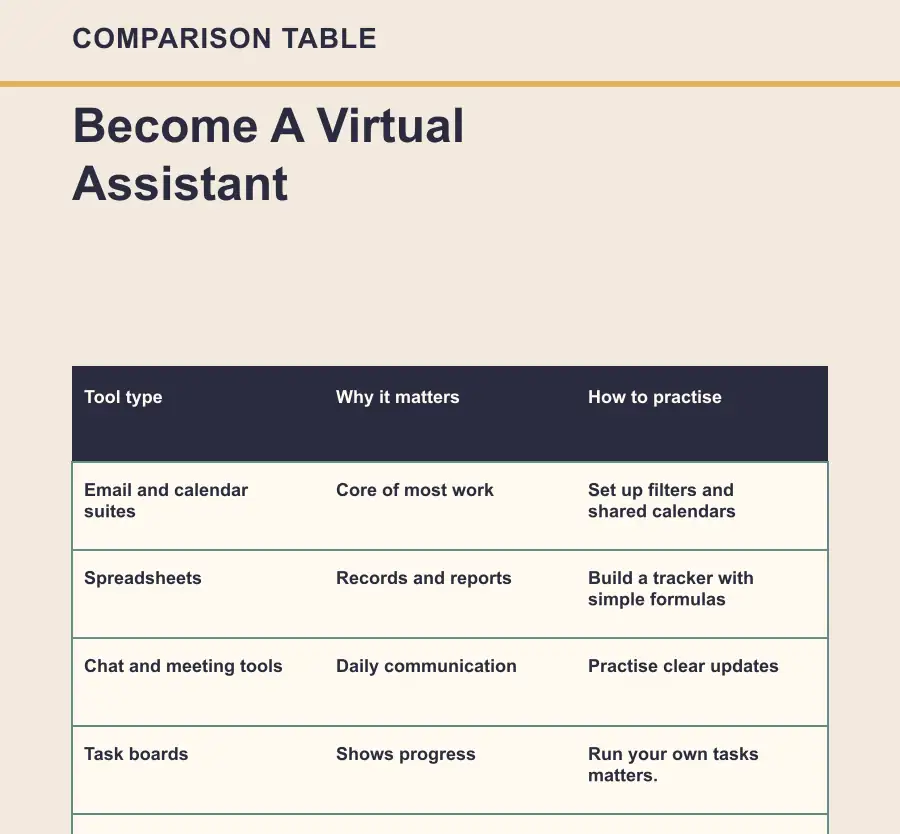 COMPARISON TABLE
Become A Virtual
Assistant
Tool type
Why it matters
How to practise
Email and calendar
suites
Core of most work
Set up filters and
shared calendars
Spreadsheets
Records and reports
Build a tracker with
simple formulas
Chat and meeting tools
Daily communication
Practise clear updates
Task boards
Shows progress
Run your own tasks
matters.